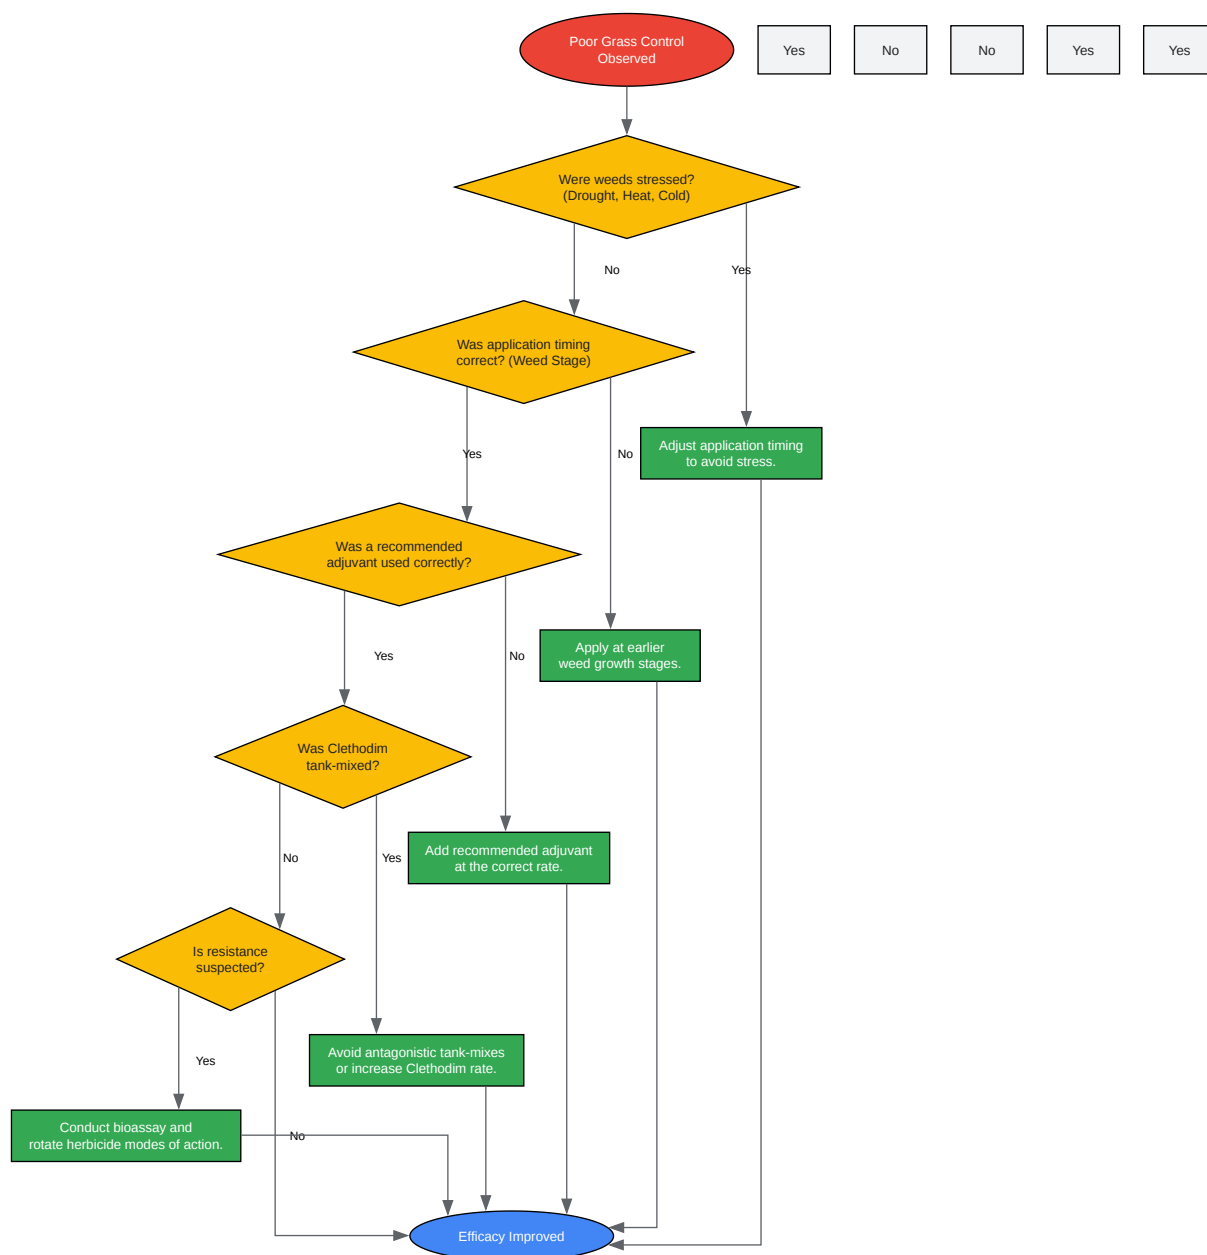 Poor Grass Control
Observed
Yes
No
No
Yes
Yes
Were weeds stressed?
(Drought, Heat, Cold)
No
Yes
Was application timing
correct? (Weed Stage)
Adjust application timing
to avoid stress.
Yes
No
Was a recommended
adjuvant used correctly?
Apply at earlier
weed growth stages.
Yes
No
Was Clethodim
tank-mixed?
Add recommended adjuvant
at the correct rate.
No
Yes
Is resistance
suspected?
Avoid antagonistic tank-mixes
or increase Clethodim rate.
Yes
Conduct bioassay and
rotate herbicide modes of action.
No
Efficacy Improved